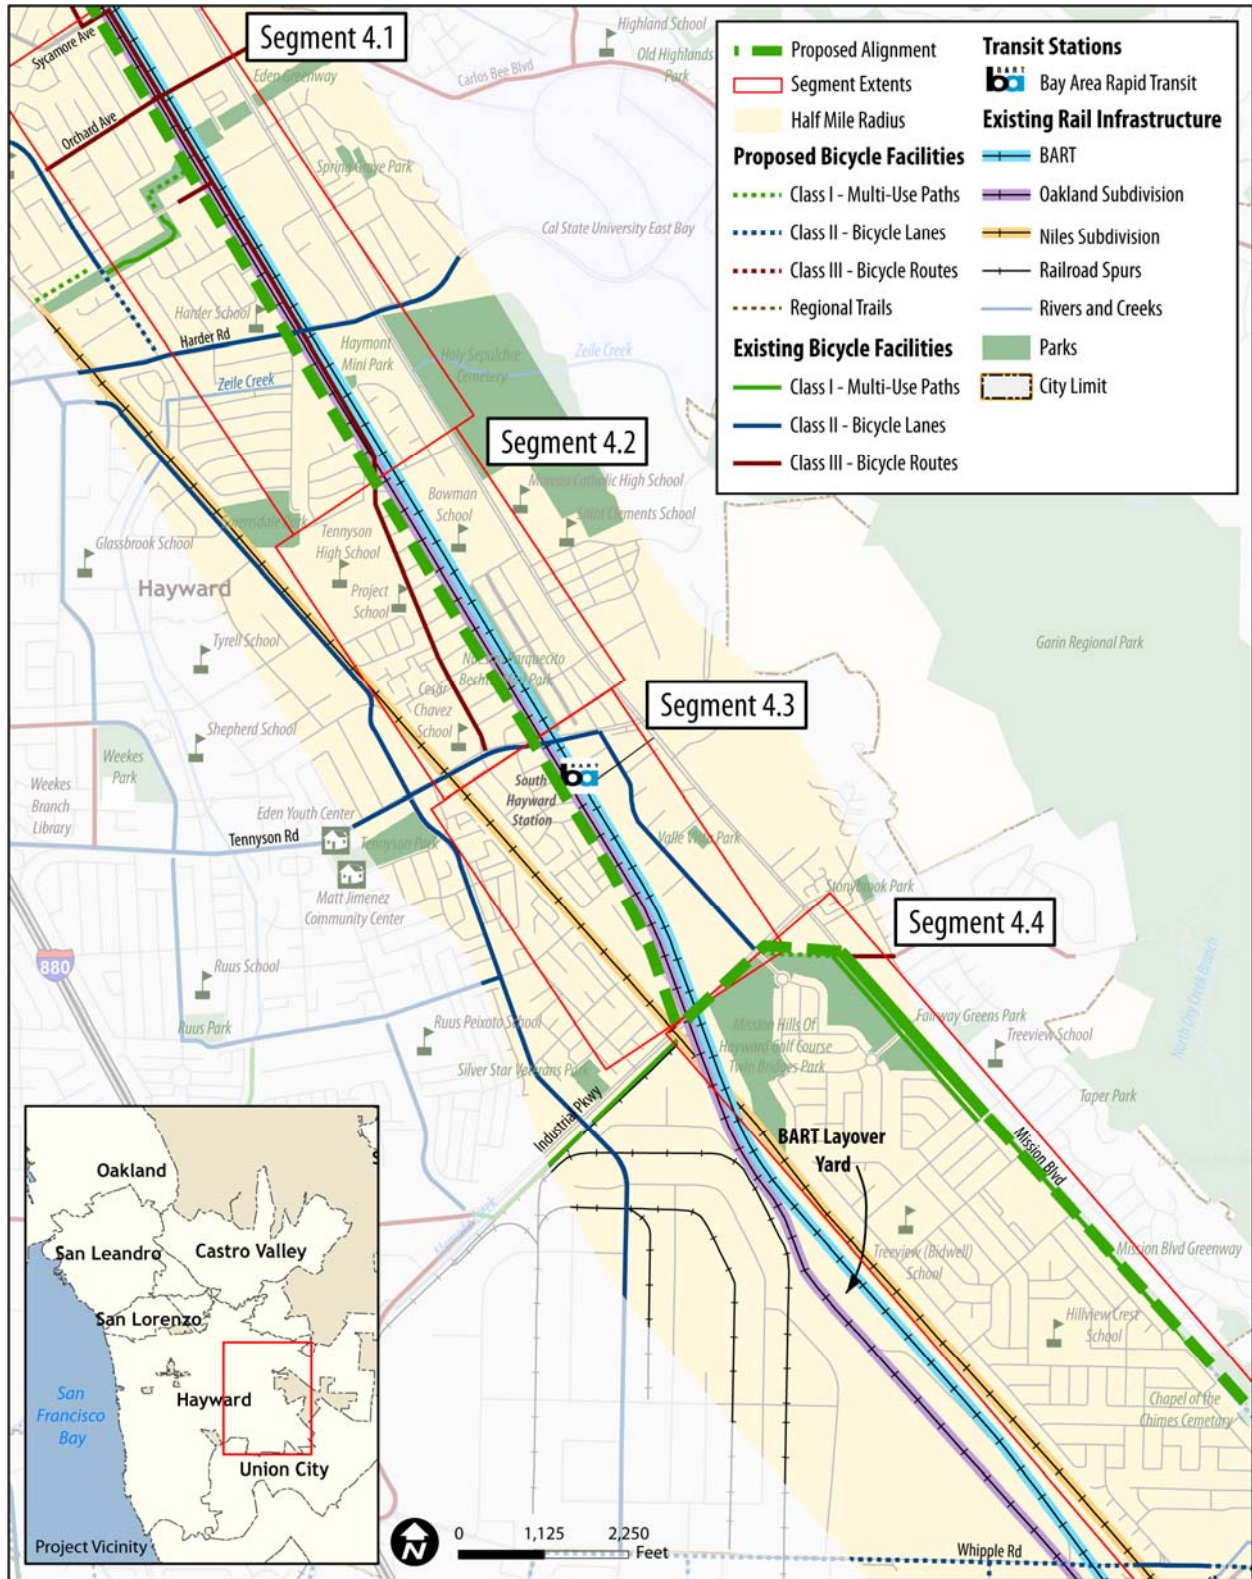 Sycamore Ave
Segment 4.1
Highland School
Old Highlands
Park
Carlos Bee Blvd
Eden Greenway
Orchard Ave
Spring Grove Park
Cal State University East Bay
Proposed Alignment
Segment Extents
Half Mile Radius
Proposed Bicycle Facilities
Class I - Multi-Use Paths
Class II - Bicycle Lanes
Class III - Bicycle Routes
Regional Trails
Existing Bicycle Facilities
Class I - Multi-Use Paths
Class II - Bicycle Lanes
Class III - Bicycle Routes
Transit Stations
BART
ba
Bay Area Rapid Transit
Existing Rail Infrastructure
BART
Oakland Subdivision
Niles Subdivision
Railroad Spurs
Rivers and Creeks
Parks
City Limit
Harder School
Harder Rd
Haymont
Mini Park
Holy Sepulchre
Cemetery
Zeile Creek
Zeile Creek
Segment 4.2
Moreau Catholic High School
Bowman
School
Saint Clements School
Tennyson
High School
Glassbrook School
Hayward
Project
School
Tyrell School
Garin Regional Park
Nuestro Parquecito
Cesar
Chavez
School
Segment 4.3
Shepherd School
Weekes
Park
Weekes
Branch
Library
BART
ba
South
Hayward
Station
Eden Youth Center
Tennyson Rd
Tennyson Park
Valle Vista Park
Matt Jimenez
Community Center
Stonybrook Park
Segment 4.4
880
Ruus School
Ruus Park
Ruus Peixoto School
Mission Hills Of
Hayward Golf Course
Twin Bridges Park
Fairway Greens Park
Treeview School
North Dry Creek Branch
Silver Star Veterans Park
Taper Park
Industrial Pkwy
Mission Blvd
BART Layover
Yard
Treeview (Bidwell)
School
Mission Blvd Greenway
Hillview Crest
School
Chapel of the
Chimes Cemetary
Oakland
San Leandro
Castro Valley
San Lorenzo
San
Francisco
Bay
Hayward
Union City
Project Vicinity
N
0 1,125 2,250
Feet
Whipple Rd